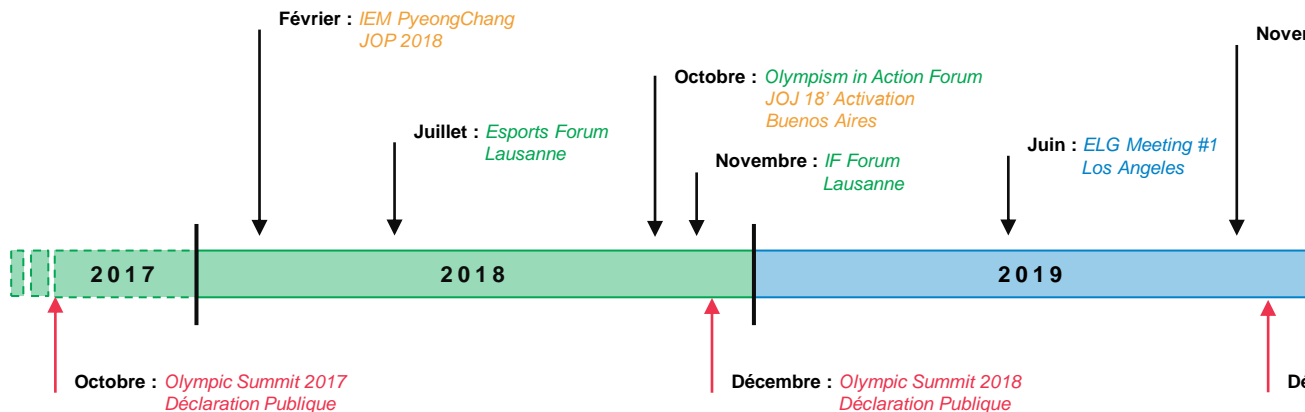 Février : IEM PyeongChang
JOP 2018
Juillet : Esports Forum
Lausanne
Octobre : Olympism in Action Forum
JOJ 18’ Activation
Buenos Aires
Novembre : IF Forum
Lausanne
Juin : ELG Meeting #1
Los Angeles
2017
2018
2019
Octobre : Olympic Summit 2017
Déclaration Publique
Décembre : Olympic Summit 2018
Déclaration Publique